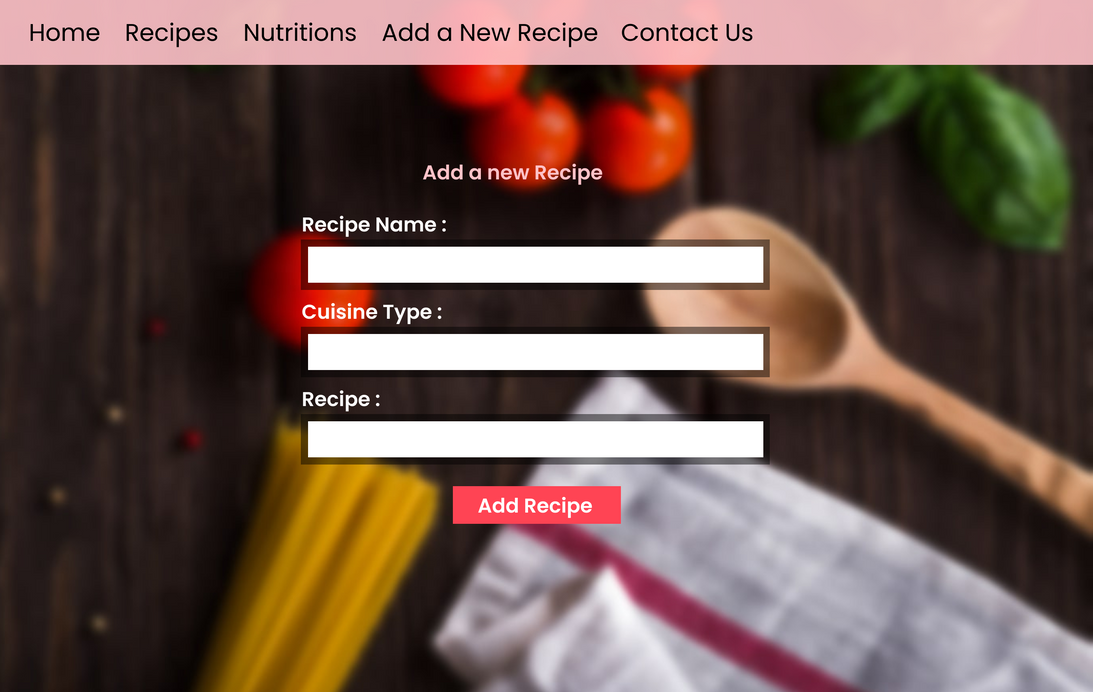 Home Recipes Nutritions Add a New Recipe Contact Us
Add a new Recipe
Recipe Name :
Cuisine Type :
Recipe :
Add Recipe